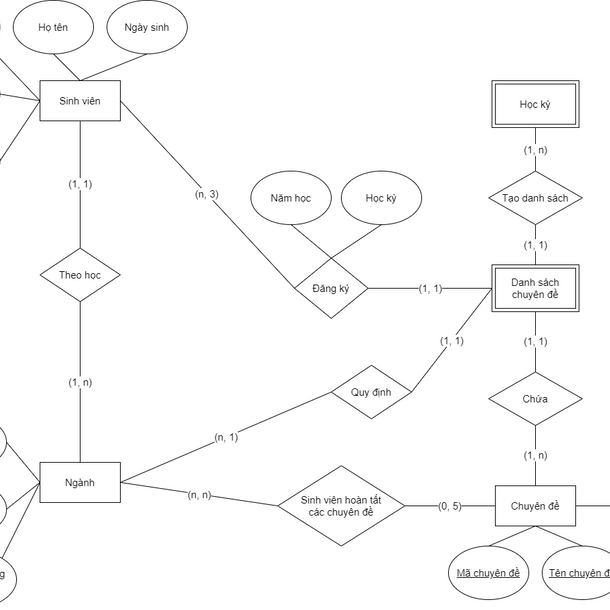 Họ tên
Ngày sinh
Sinh viên
Học kỳ
(1, 1)
(n, 3)
(1, n)
Năm học
Học kỳ
Tạo danh sách
(1, 1)
Theo học
Đăng ký
(1, 1)
Danh sách
chuyên đề
(1, 1)
(1, 1)
(1, n)
Quy định
Chứa
(n, 1)
(1, n)
Ngành
(n, n)
Sinh viên hoàn tất
các chuyên đề
(0, 5)
Chuyên đề
g
Mã chuyên đề
Tên chuyên đ